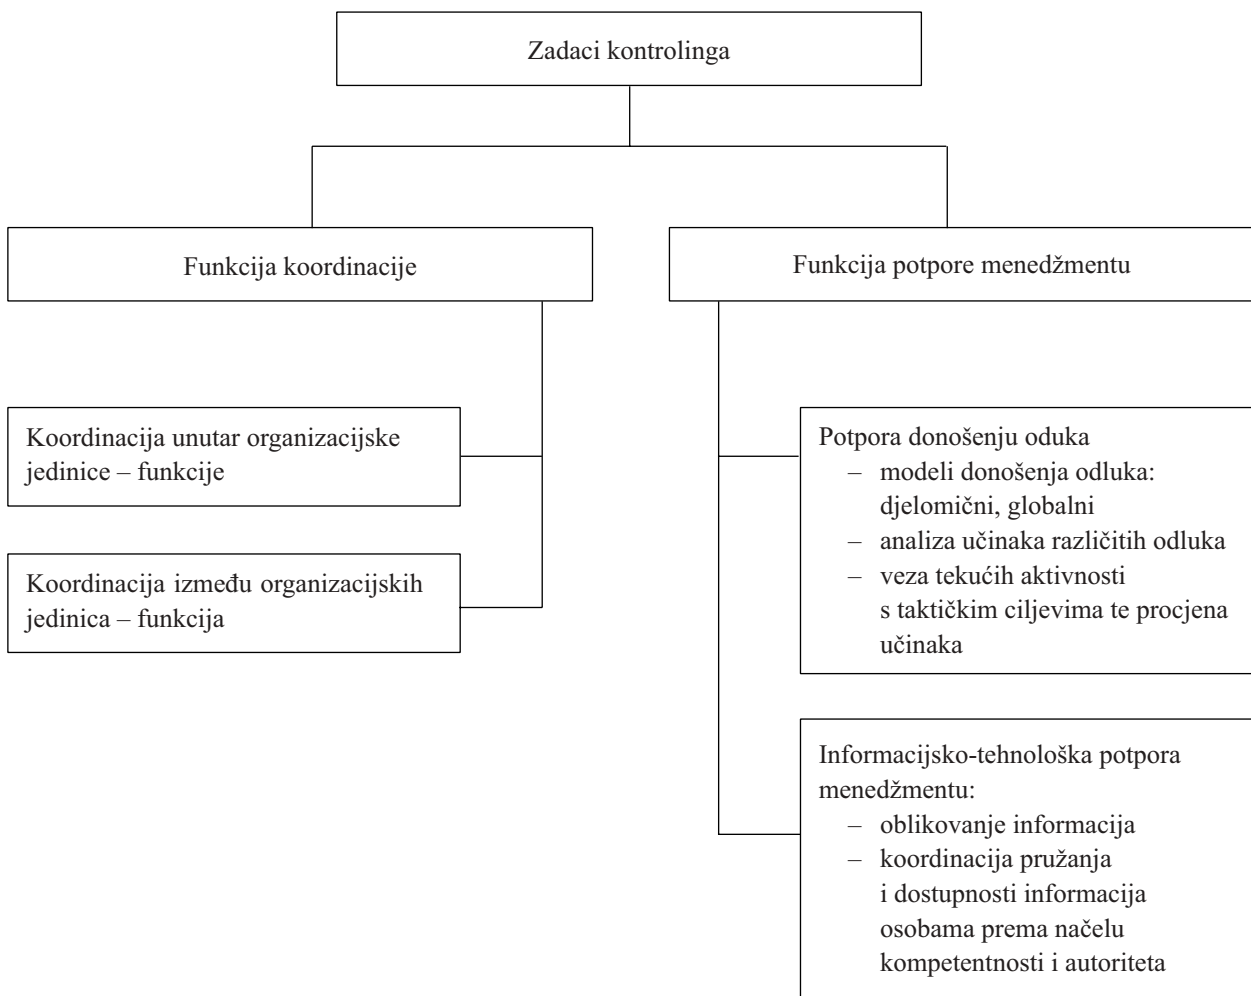 Zadaci kontrolinga
Funkcija koordinacije
Funkcija potpore menedžmentu
Koordinacija unutar organizacijske
jedinice – funkcije
Koordinacija između organizacijskih
jedinica – funkcija
Potpora donošenju oduka
– modeli donošenja odluka:
djelomični, globalni
– analiza učinaka različitih odluka
– veza tekućih aktivnosti
s taktičkim ciljevima te procjena
učinaka
Informacijsko-tehnološka potpora
menedžmentu:
– oblikovanje informacija
– koordinacija pružanja
i dostupnosti informacija
osobama prema načelu
kompetentnosti i autoriteta